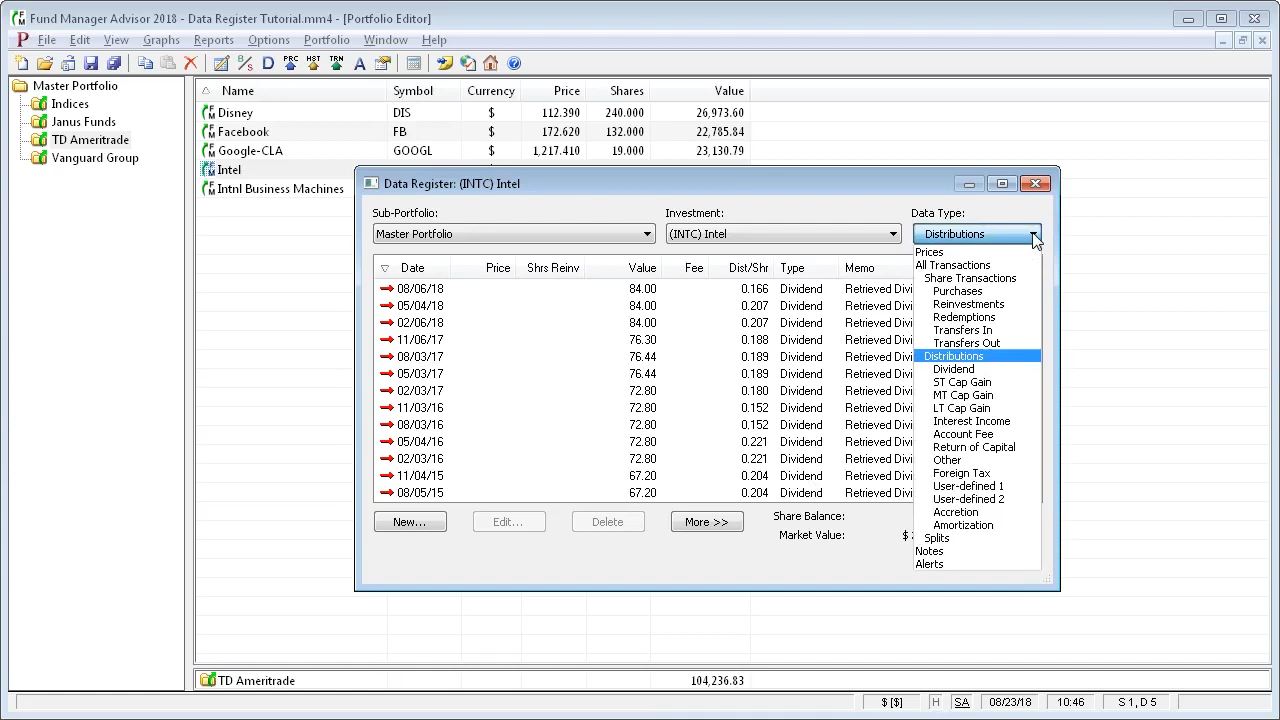 Fund Manager Advisor 2018 - Data Register Tutorial.mm4 - [Portfolio Editor]
File Edit View Graphs Reports Options Portfolio Window Help
Master Portfolio
Indices
Janus Funds
TD Ameritrade
Vanguard Group
Name Symbol Currency Price Shares Value
Disney DIS $ 112.390 240.000 26,973.60
Facebook FB $ 172.620 132.000 22,785.84
Google-CLA GOOGL $ 1,217.410 19.000 23,130.79
Intel
Intnl Business Machines
Data Register: (INTC) Intel
Sub-Portfolio: Investment: Data Type:
Master Portfolio (INTC) Intel Distributions
Date Price Shrs Reinv Value Fee Dist/Shr Type Memo
08/06/18 84.00 0.166 Dividend Retrieved Divi
05/04/18 84.00 0.207 Dividend Retrieved Divi
02/06/18 84.00 0.207 Dividend Retrieved Divi
11/06/17 76.30 0.188 Dividend Retrieved Divi
08/03/17 76.44 0.189 Dividend Retrieved Divi
05/03/17 76.44 0.189 Dividend Retrieved Divi
02/03/17 72.80 0.180 Dividend Retrieved Divi
11/03/16 72.80 0.152 Dividend Retrieved Divi
08/03/16 72.80 0.152 Dividend Retrieved Divi
05/04/16 72.80 0.221 Dividend Retrieved Divi
02/03/16 72.80 0.221 Dividend Retrieved Divi
11/04/15 67.20 0.204 Dividend Retrieved Divi
08/05/15 67.20 0.204 Dividend Retrieved Divi
New... Edit... Delete More >> Share Balance:
Market Value: $
Prices
All Transactions
Share Transactions
Purchases
Reinvestments
Redemptions
Transfers In
Transfers Out
Distributions
Dividend
ST Cap Gain
MT Cap Gain
LT Cap Gain
Interest Income
Account Fee
Return of Capital
Other
Foreign Tax
User-defined 1
User-defined 2
Accretion
Amortization
Splits
Notes
Alerts
TD Ameritrade 104,236.83
$ [$] H SA 08/23/18 10:46 S 1, D 5